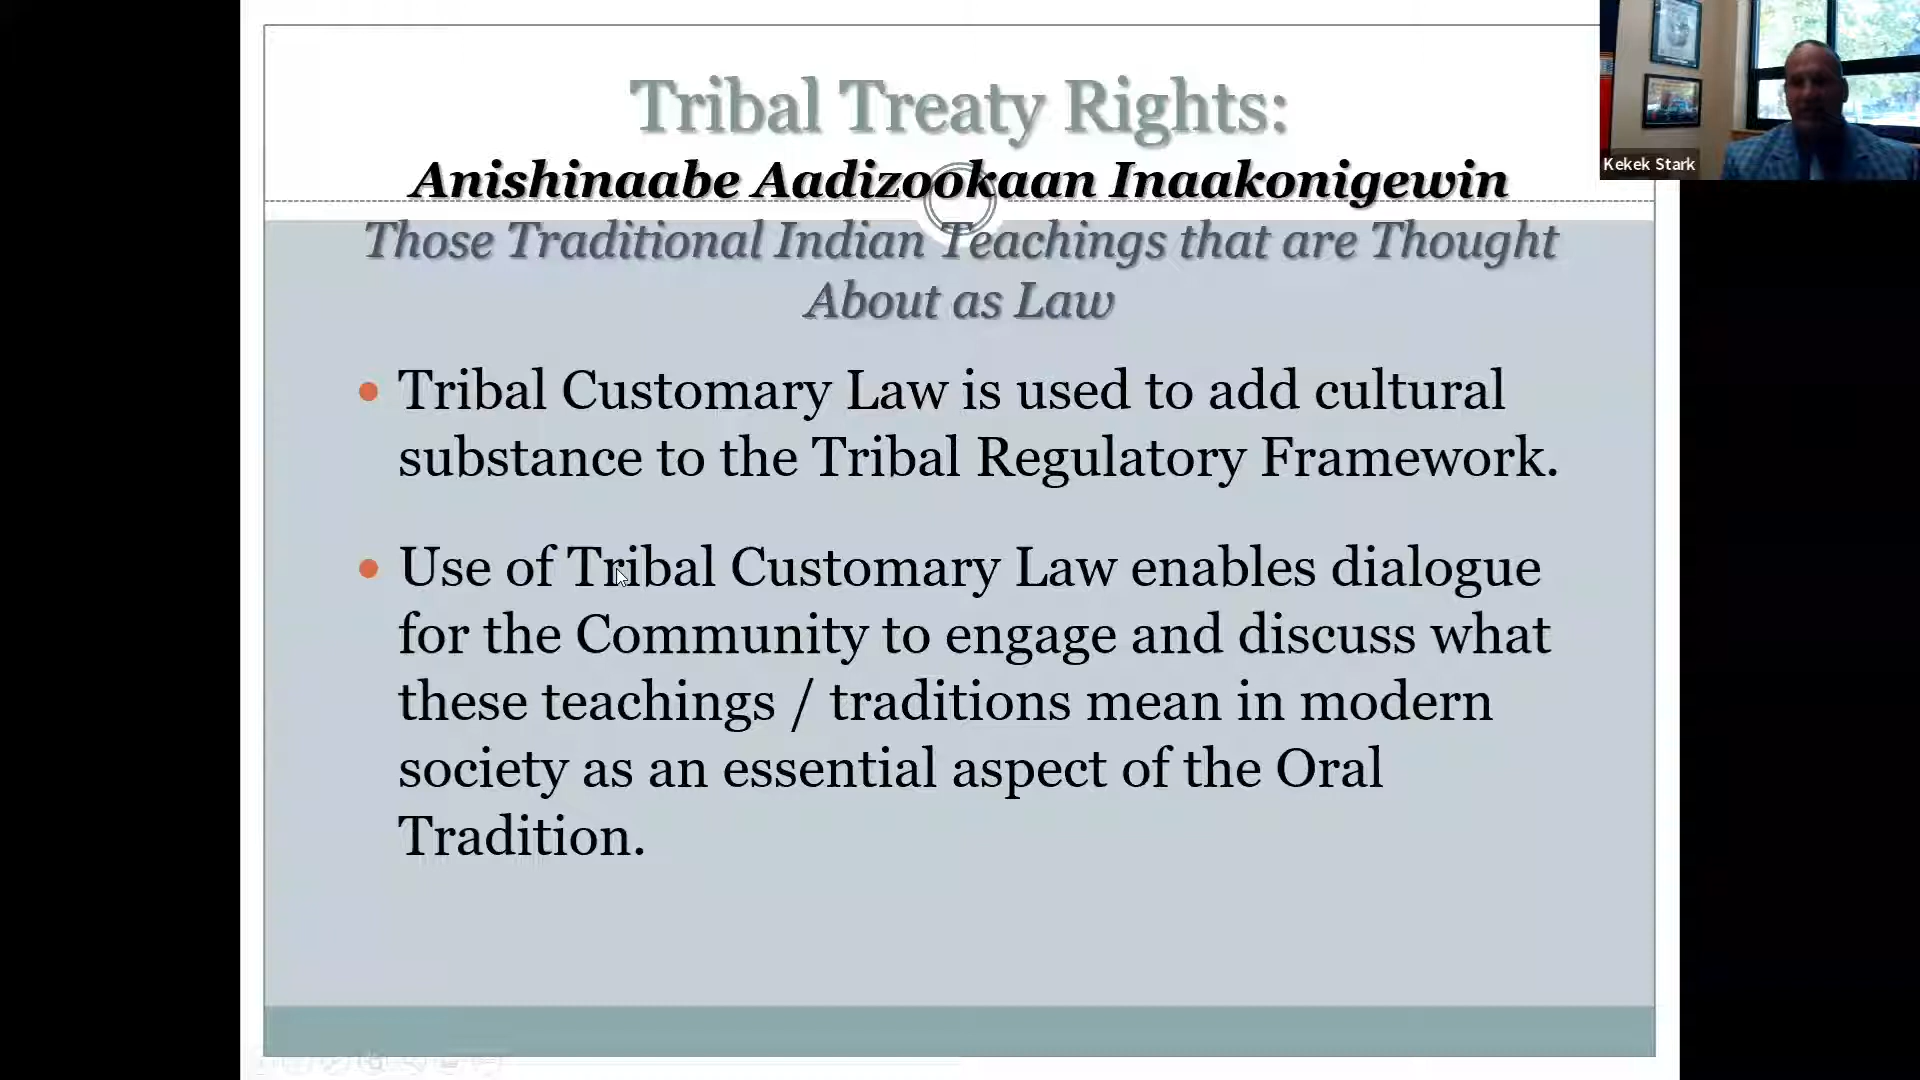 Tribal Treaty Rights:
Anishinaabe Aadizookaan Inaakonigewin
Those Traditional Indian Teachings that are Thought
About as Law
• Tribal Customary Law is used to add cultural
substance to the Tribal Regulatory Framework.
• Use of Tribal Customary Law enables dialogue
for the Community to engage and discuss what
these teachings / traditions mean in modern
society as an essential aspect of the Oral
Tradition.
Kekek Stark